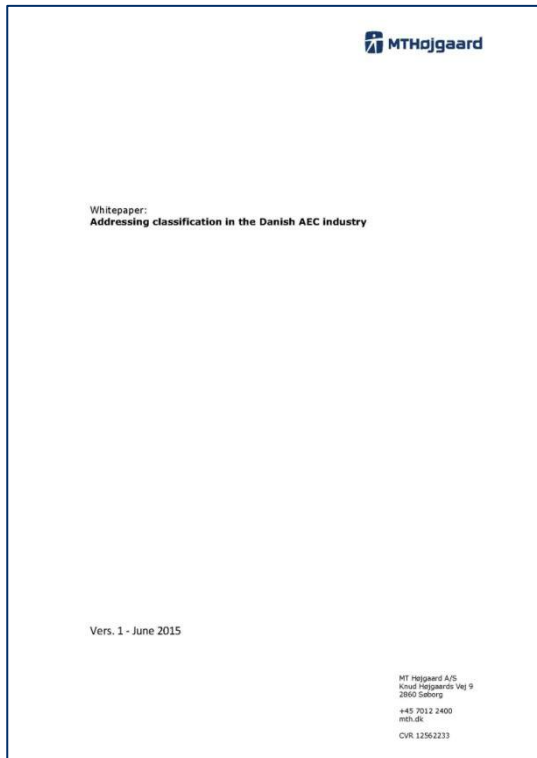 MTHøjgaard
Whitepaper:
Addressing classification in the Danish AEC industry
Vers. 1 - June 2015
MT Højgaard A/S
Knud Højgaards Vej 9
2860 Søborg
+45 7012 2400
mth.dk
CVR 12562233